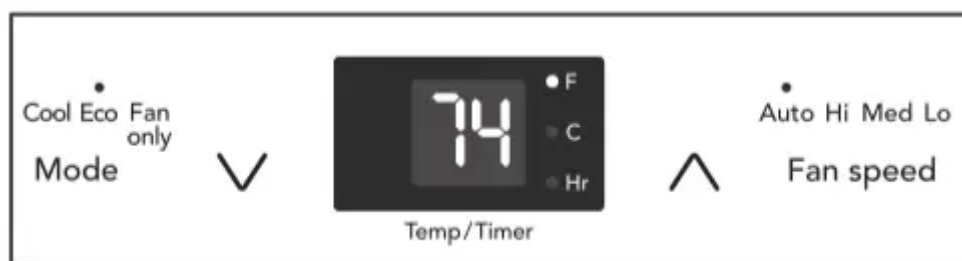 Cool Eco Fan only
Mode
74
F
C
Hr
Temp/Timer
Auto Hi Med Lo
Fan speed